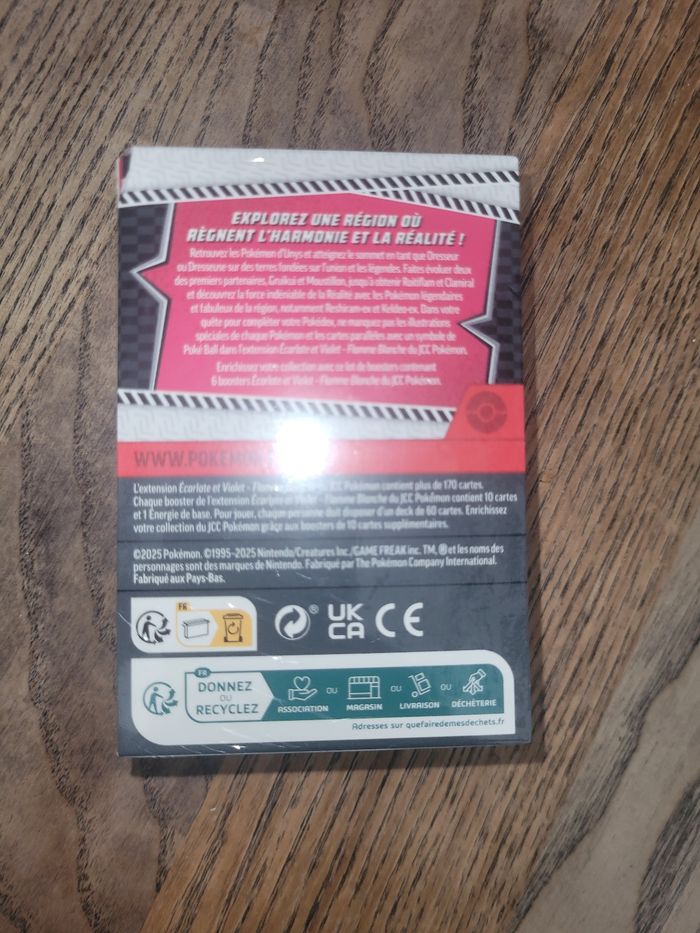 EXPLOREZ UNE RÉGION OÙ
RÈGNENT L'HARMONIE ET LA RÉALITÉ !
Retrouvez les Pokémon d'Unys et atteignez le sommet en tant que Dresseur
ou Dresseuse sur des terres fondées sur l'union et les légendes. Faites évoluer deux
des premiers partenaires, Gruikui et Moustillon, jusqu'à obtenir Roitiflam et Clamiral
et découvrez la force indéniable de la Réalité avec les Pokémon légendaires
et fabuleux de la région, notamment Reshiram-ex et Keldeo-ex. Dans votre
quête pour compléter votre Pokédex, ne manquez pas les illustrations
spéciales de chaque Pokémon et les cartes parallèles avec un symbole de
Poké Ball dans l'extension Écarlate et Violet - Flamme Blanche du JCC Pokémon.
Enrichissez votre collection avec ce lot de boosters contenant
6 boosters Écarlate et Violet - Flamme Blanche du JCC Pokémon.
WWW.POKEMON
L'extension Écarlate et Violet - JCC Pokémon contient plus de 170 cartes.
Chaque booster de l'extension Écarlate et Violet - Flamme Blanche du JCC Pokémon contient 10 cartes
et 1 Énergie de base. Pour jouer, chaque personne doit disposer d'un deck de 60 cartes. Enrichissez
votre collection du JCC Pokémon grâce aux boosters de 10 cartes supplémentaires.
©2025 Pokémon. ©1995-2025 Nintendo/Creatures Inc./GAME FREAK inc. TM, ® et les noms des
personnages sont des marques de Nintendo. Fabriqué par The Pokémon Company International.
Fabriqué aux Pays-Bas.
FR
® UK
CA CE
FR
DONNEZ
OU
RECYCLEZ
ASSOCIATION OU MAGASIN OU LIVRAISON OU DÉCHÈTERIE
Adresses sur quefairedemesdechets.fr